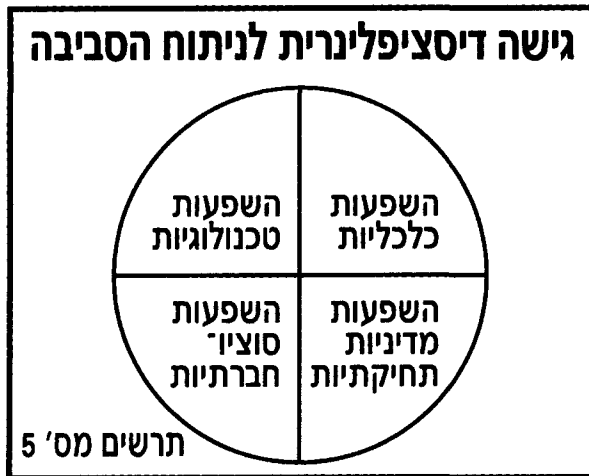 גישה דיסציפלינרית לניתוח הסביבה
השפעות
כלכליות
השפעות
טכנולוגיות
השפעות
מדיניות
תחיקתיות
השפעות
סוציו־
חברתיות
תרשים מס' 5